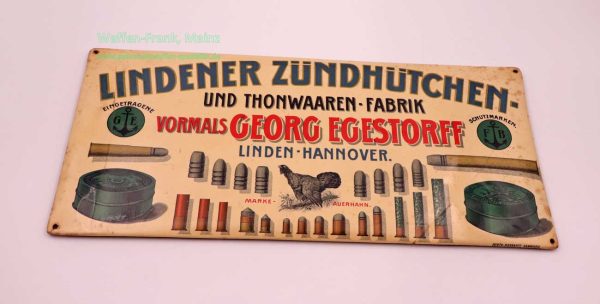 Waffen-Frank, Mainz
LINDENER ZÜNDHÜTCHEN-
UND THONWAAREN-FABRIK
VORMALS GEORG EGESTORFF
LINDEN-HANNOVER.
EINGETRAGENE
G E
SCHUTZMARKEN.
F B
MARKE - AUERHAHN.